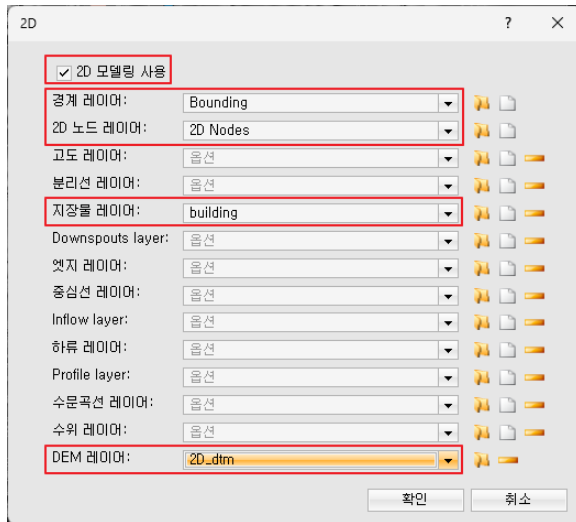 2D ? ×
2D 모델링 사용
경계 레이어: Bounding
2D 노드 레이어: 2D Nodes
고도 레이어: 옵션
분리선 레이어: 옵션
지장물 레이어: building
Downspouts layer: 옵션
엣지 레이어: 옵션
중심선 레이어: 옵션
Inflow layer: 옵션
하류 레이어: 옵션
Profile layer: 옵션
수문곡선 레이어: 옵션
수위 레이어: 옵션
DEM 레이어: 2D_dtm
확인 취소